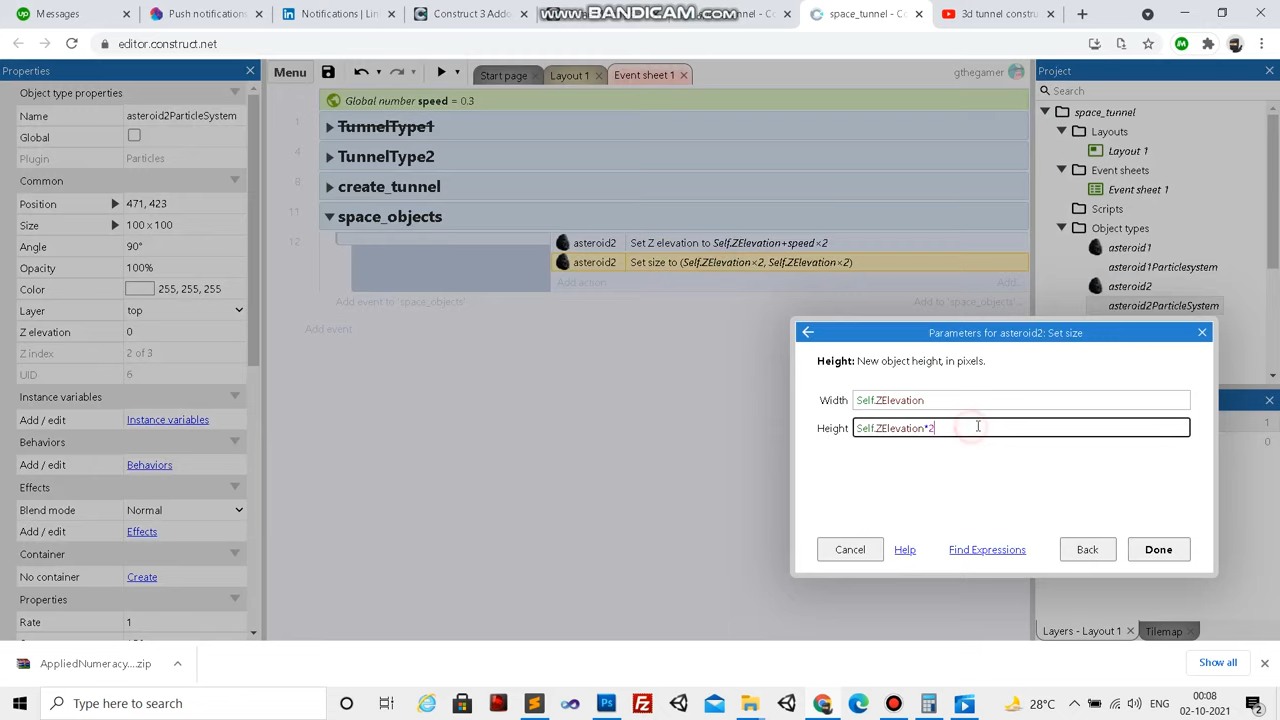 Messages
Push notifications
Notifications | Lin
Construct 3 Addo
www.BANDICAM.com
nnel - Co
space_tunnel - Co
3d tunnel constru
editor.construct.net
Properties
Object type properties
Name asteroid2ParticleSystem
Global
Plugin Particles
Common
Position 471, 423
Size 100 x 100
Angle 90°
Opacity 100%
Color 255, 255, 255
Layer top
Z elevation 0
Z index 2 of 3
UID 6
Instance variables
Add / edit Instance variables
Behaviors
Add / edit Behaviors
Effects
Blend mode Normal
Add / edit Effects
Container
No container Create
Properties
Rate 1
Menu
Start page
Layout 1
Event sheet 1
gthegamer
Global number speed = 0.3
1 TunnelType1
4 TunnelType2
8 create_tunnel
11 space_objects
12 asteroid2 Set Z elevation to Self.ZElevation+speed×2
asteroid2 Set size to (Self.ZElevation×2, Self.ZElevation×2)
Add action Add...
Add event to 'space_objects' Add to 'space_objects'...
Add event
Project
Search
space_tunnel
Layouts
Layout 1
Event sheets
Event sheet 1
Scripts
Object types
asteroid1
asteroid1Particlesystem
asteroid2
asteroid2ParticleSystem
Parameters for asteroid2: Set size
Height: New object height, in pixels.
Width Self.ZElevation
Height Self.ZElevation*2
Cancel Help Find Expressions Back Done
1
0
Layers - Layout 1
Tilemap
AppliedNumeracy....zip
Show all
Type here to search
28°C
ENG
00:08
02-10-2021
2